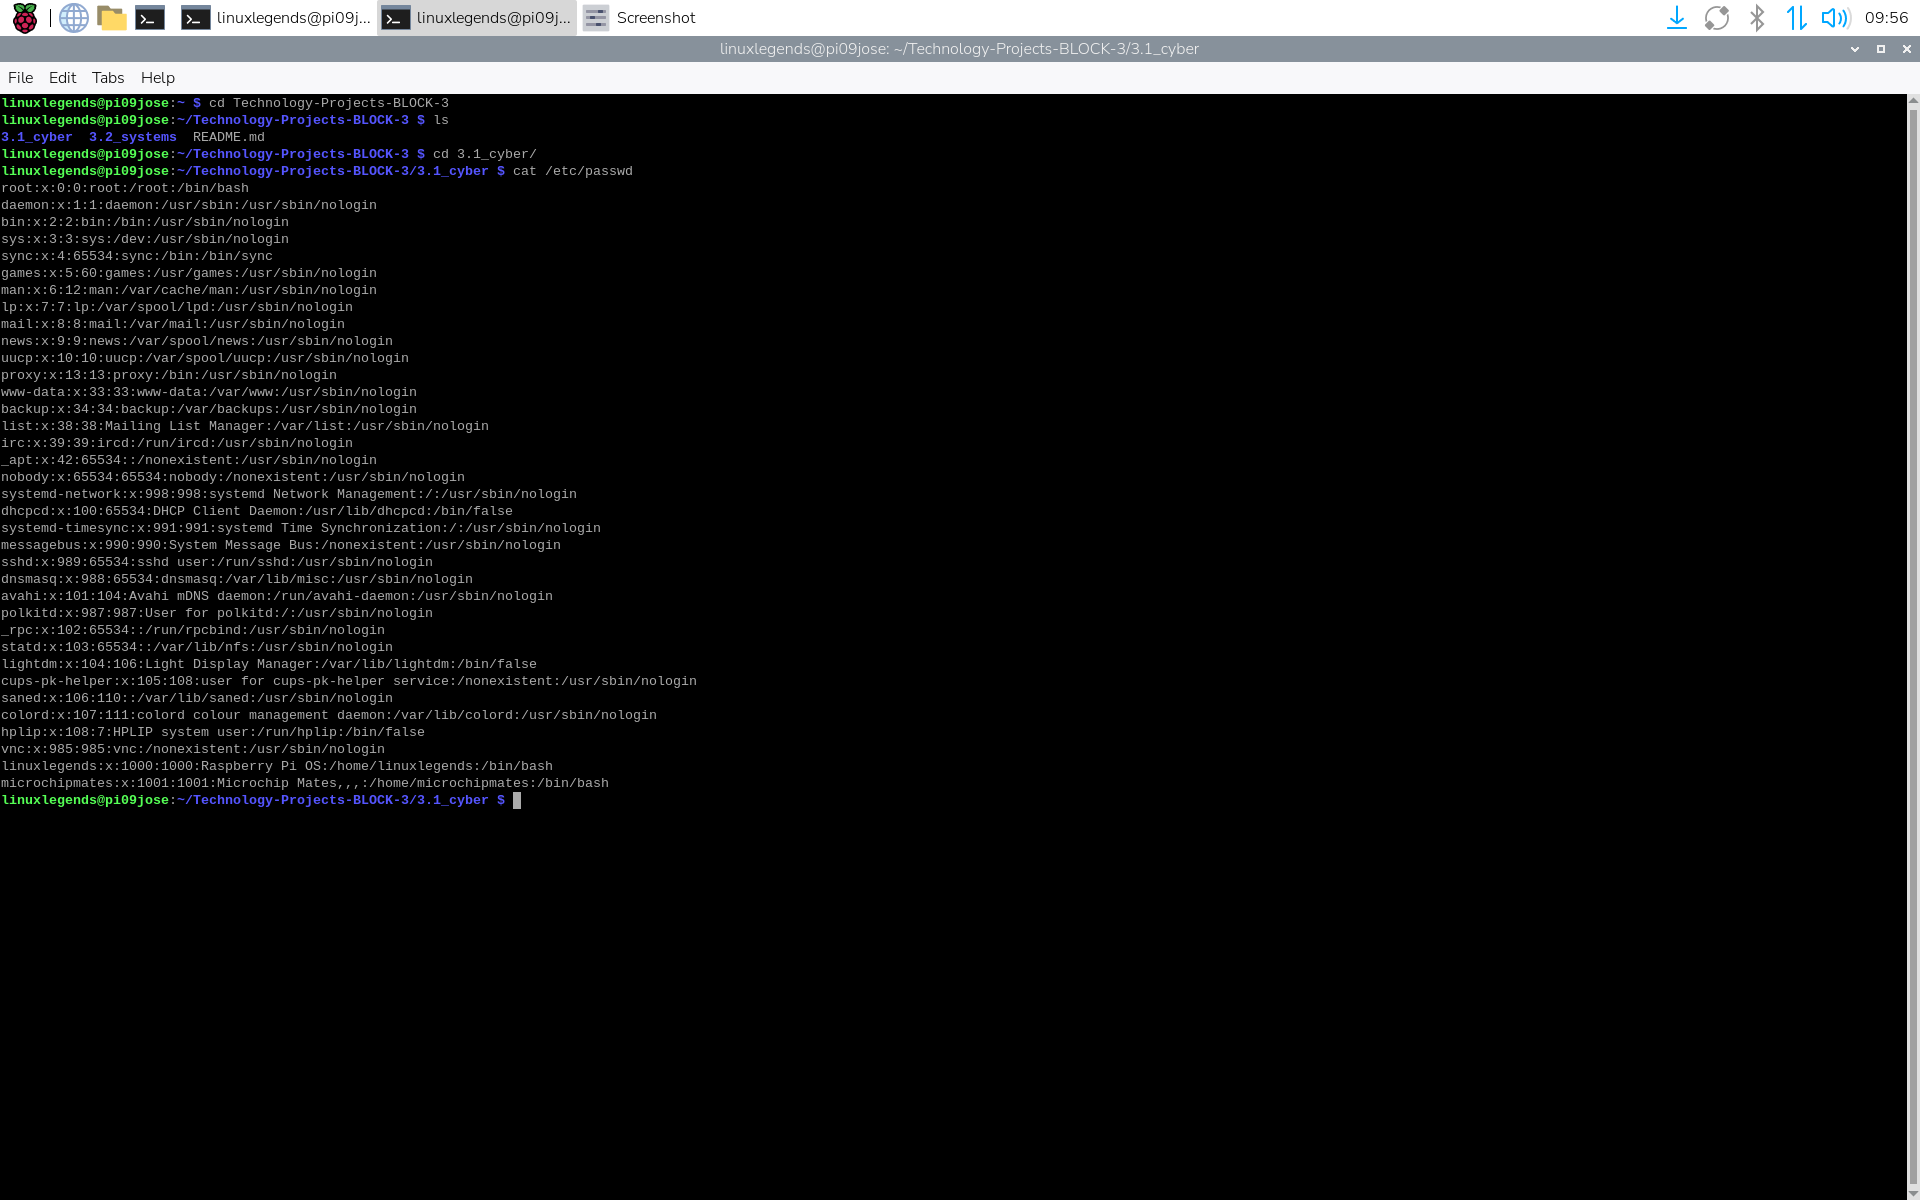 linuxlegends@pi09j... linuxlegends@pi09j... Screenshot 09:56
linuxlegends@pi09jose: ~/Technology-Projects-BLOCK-3/3.1_cyber
File Edit Tabs Help
linuxlegends@pi09jose:~ $ cd Technology-Projects-BLOCK-3
linuxlegends@pi09jose:~/Technology-Projects-BLOCK-3 $ ls
3.1_cyber  3.2_systems  README.md
linuxlegends@pi09jose:~/Technology-Projects-BLOCK-3 $ cd 3.1_cyber/
linuxlegends@pi09jose:~/Technology-Projects-BLOCK-3/3.1_cyber $ cat /etc/passwd
root:x:0:0:root:/root:/bin/bash
daemon:x:1:1:daemon:/usr/sbin:/usr/sbin/nologin
bin:x:2:2:bin:/bin:/usr/sbin/nologin
sys:x:3:3:sys:/dev:/usr/sbin/nologin
sync:x:4:65534:sync:/bin:/bin/sync
games:x:5:60:games:/usr/games:/usr/sbin/nologin
man:x:6:12:man:/var/cache/man:/usr/sbin/nologin
lp:x:7:7:lp:/var/spool/lpd:/usr/sbin/nologin
mail:x:8:8:mail:/var/mail:/usr/sbin/nologin
news:x:9:9:news:/var/spool/news:/usr/sbin/nologin
uucp:x:10:10:uucp:/var/spool/uucp:/usr/sbin/nologin
proxy:x:13:13:proxy:/bin:/usr/sbin/nologin
www-data:x:33:33:www-data:/var/www:/usr/sbin/nologin
backup:x:34:34:backup:/var/backups:/usr/sbin/nologin
list:x:38:38:Mailing List Manager:/var/list:/usr/sbin/nologin
irc:x:39:39:ircd:/run/ircd:/usr/sbin/nologin
_apt:x:42:65534::/nonexistent:/usr/sbin/nologin
nobody:x:65534:65534:nobody:/nonexistent:/usr/sbin/nologin
systemd-network:x:998:998:systemd Network Management:/:/usr/sbin/nologin
dhcpcd:x:100:65534:DHCP Client Daemon:/usr/lib/dhcpcd:/bin/false
systemd-timesync:x:991:991:systemd Time Synchronization:/:/usr/sbin/nologin
messagebus:x:990:990:System Message Bus:/nonexistent:/usr/sbin/nologin
sshd:x:989:65534:sshd user:/run/sshd:/usr/sbin/nologin
dnsmasq:x:988:65534:dnsmasq:/var/lib/misc:/usr/sbin/nologin
avahi:x:101:104:Avahi mDNS daemon:/run/avahi-daemon:/usr/sbin/nologin
polkitd:x:987:987:User for polkitd:/:/usr/sbin/nologin
_rpc:x:102:65534::/run/rpcbind:/usr/sbin/nologin
statd:x:103:65534::/var/lib/nfs:/usr/sbin/nologin
lightdm:x:104:106:Light Display Manager:/var/lib/lightdm:/bin/false
cups-pk-helper:x:105:108:user for cups-pk-helper service:/nonexistent:/usr/sbin/nologin
saned:x:106:110::/var/lib/saned:/usr/sbin/nologin
colord:x:107:111:colord colour management daemon:/var/lib/colord:/usr/sbin/nologin
hplip:x:108:7:HPLIP system user:/run/hplip:/bin/false
vnc:x:985:985:vnc:/nonexistent:/usr/sbin/nologin
linuxlegends:x:1000:1000:Raspberry Pi OS:/home/linuxlegends:/bin/bash
microchipmates:x:1001:1001:Microchip Mates,,,:/home/microchipmates:/bin/bash
linuxlegends@pi09jose:~/Technology-Projects-BLOCK-3/3.1_cyber $